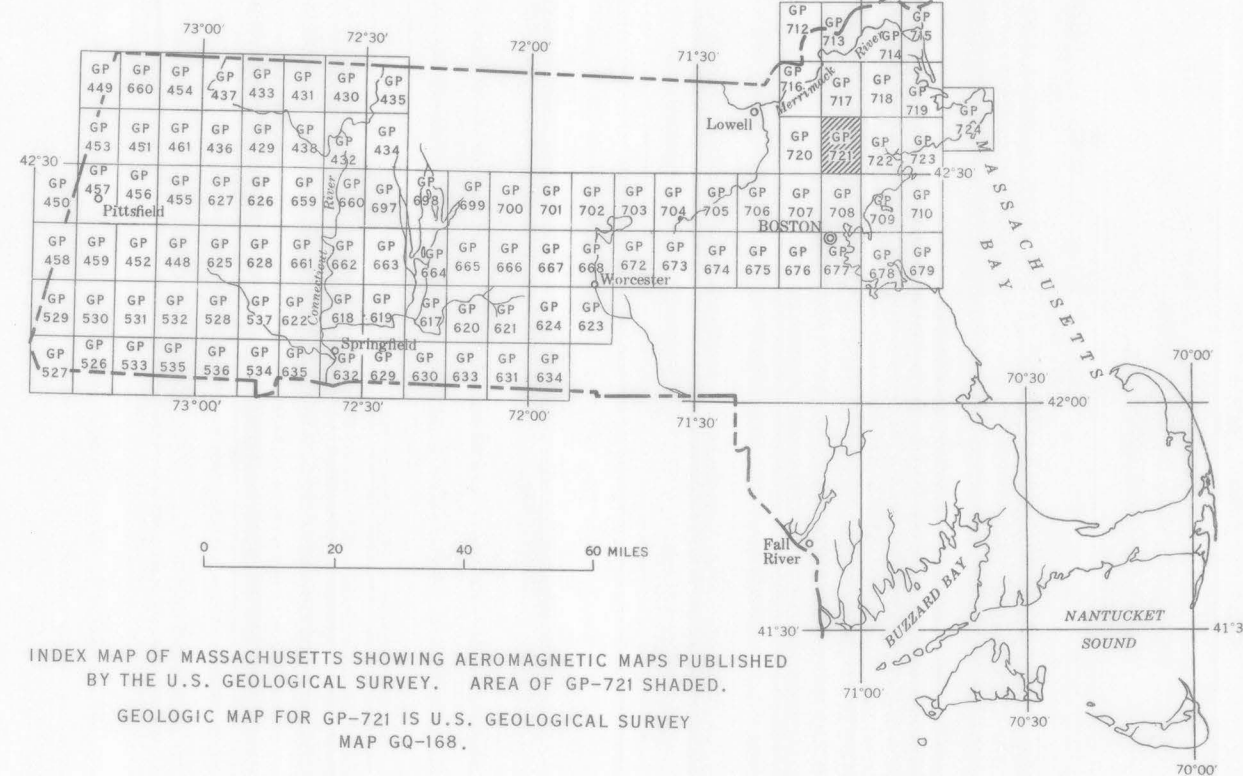 GP 712
GP 713
GP 714
GP 715
73°00'
72°30'
72°00'
71°30'
River
GP 449
GP 660
GP 454
GP 437
GP 433
GP 431
GP 430
GP 435
GP 716
Merrimack
GP 717
GP 718
GP 719
GP 724
Lowell
GP 453
GP 451
GP 461
GP 436
GP 429
GP 438
GP 432
GP 434
GP 720
GP 721
GP 722
GP 723
42°30'
42°30'
MASSACHUSETTS
BAY
GP 450
GP 457
GP 456
GP 455
GP 627
GP 626
GP 659
River
GP 660
GP 697
GP 698
GP 699
GP 700
GP 701
GP 702
GP 703
GP 704
GP 705
GP 706
GP 707
GP 708
GP 709
GP 710
Pittsfield
BOSTON
GP 458
GP 459
GP 452
GP 448
GP 625
GP 628
GP 661
Connecticut
GP 662
GP 663
GP 664
GP 665
GP 666
GP 667
GP 668
GP 672
GP 673
GP 674
GP 675
GP 676
GP 677
GP 678
GP 679
Worcester
GP 529
GP 530
GP 531
GP 532
GP 528
GP 537
GP 622
GP 618
GP 619
GP 617
GP 620
GP 621
GP 624
GP 623
Springfield
GP 527
GP 526
GP 533
GP 535
GP 536
GP 534
GP 635
GP 632
GP 629
GP 630
GP 633
GP 631
GP 634
73°00'
72°30'
72°00'
71°30'
70°30'
70°00'
42°00'
0 20 40 60 MILES
Fall
River
BUZZARD BAY
NANTUCKET
SOUND
41°30'
41°3
71°00'
70°30'
70°00'
INDEX MAP OF MASSACHUSETTS SHOWING AEROMAGNETIC MAPS PUBLISHED
BY THE U.S. GEOLOGICAL SURVEY. AREA OF GP-721 SHADED.
GEOLOGIC MAP FOR GP-721 IS U.S. GEOLOGICAL SURVEY
MAP GQ-168.